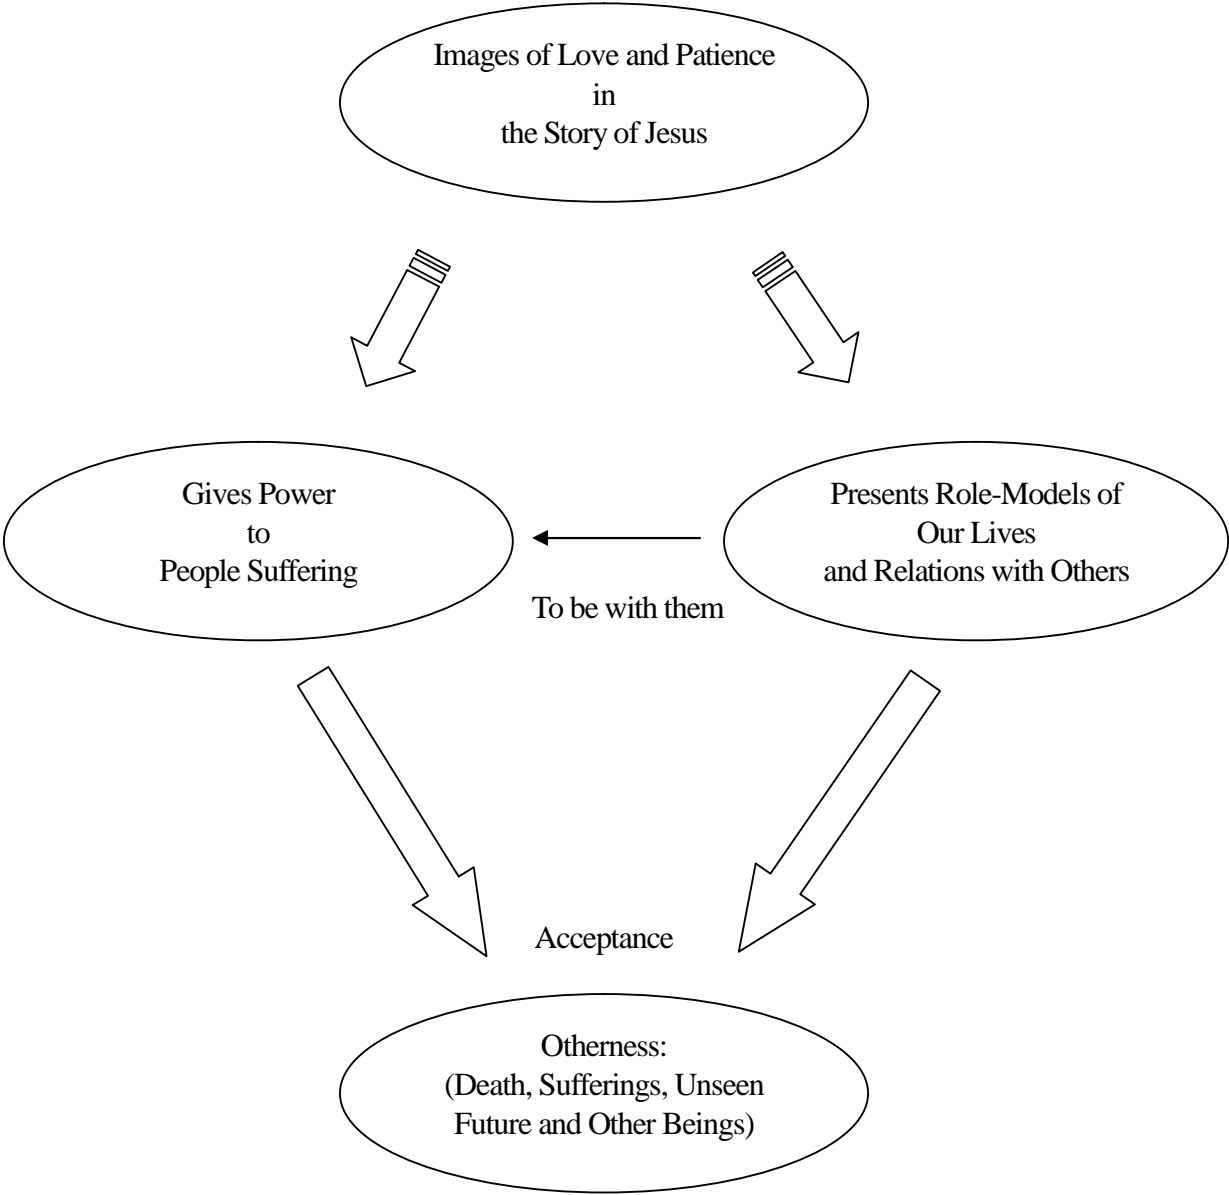 Images of Love and Patience
in
the Story of Jesus
Gives Power
to
People Suffering
Presents Role-Models of
Our Lives
and Relations with Others
To be with them
Acceptance
Otherness:
(Death, Sufferings, Unseen
Future and Other Beings)